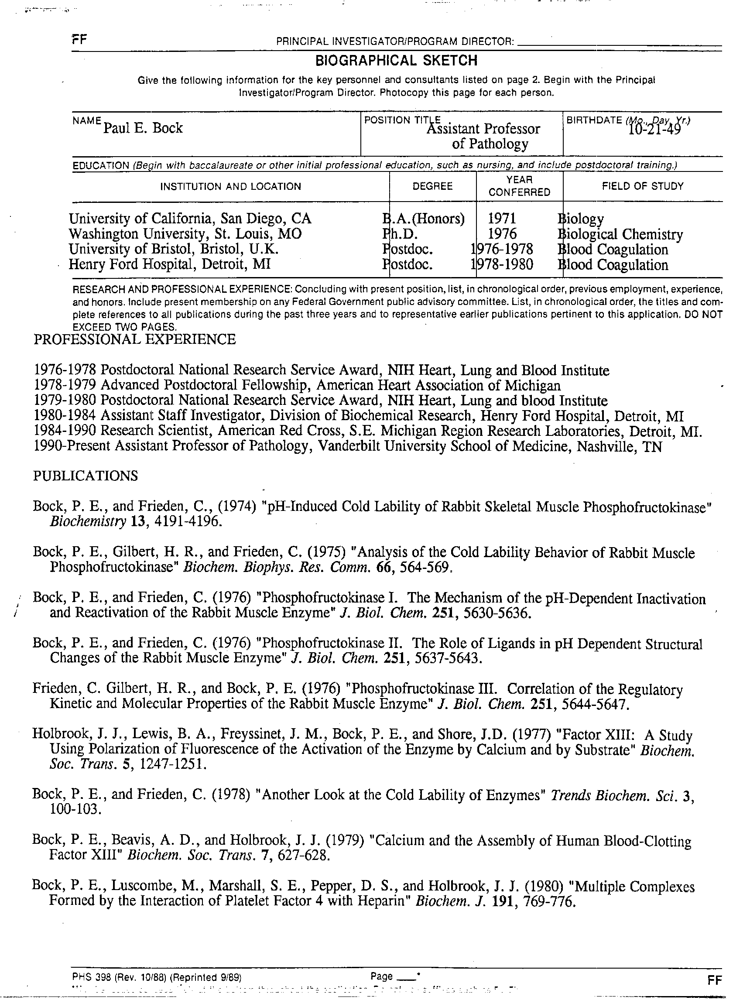 FF
PRINCIPAL INVESTIGATOR/PROGRAM DIRECTOR:
BIOGRAPHICAL SKETCH
Give the following information for the key personnel and consultants listed on page 2. Begin with the Principal
Investigator/Program Director. Photocopy this page for each person.
NAME Paul E. Bock
POSITION TITLE Assistant Professor
of Pathology
BIRTHDATE (Mo., Day, Yr.)
10-21-49
EDUCATION (Begin with baccalaureate or other initial professional education, such as nursing, and include postdoctoral training.)
INSTITUTION AND LOCATION DEGREE YEAR CONFERRED FIELD OF STUDY
University of California, San Diego, CA B.A.(Honors) 1971 Biology
Washington University, St. Louis, MO Ph.D. 1976 Biological Chemistry
University of Bristol, Bristol, U.K. Postdoc. 1976-1978 Blood Coagulation
Henry Ford Hospital, Detroit, MI Postdoc. 1978-1980 Blood Coagulation
RESEARCH AND PROFESSIONAL EXPERIENCE: Concluding with present position, list, in chronological order, previous employment, experience,
and honors. Include present membership on any Federal Government public advisory committee. List, in chronological order, the titles and com-
plete references to all publications during the past three years and to representative earlier publications pertinent to this application. DO NOT
EXCEED TWO PAGES.
PROFESSIONAL EXPERIENCE
1976-1978 Postdoctoral National Research Service Award, NIH Heart, Lung and Blood Institute
1978-1979 Advanced Postdoctoral Fellowship, American Heart Association of Michigan
1979-1980 Postdoctoral National Research Service Award, NIH Heart, Lung and blood Institute
1980-1984 Assistant Staff Investigator, Division of Biochemical Research, Henry Ford Hospital, Detroit, MI
1984-1990 Research Scientist, American Red Cross, S.E. Michigan Region Research Laboratories, Detroit, MI.
1990-Present Assistant Professor of Pathology, Vanderbilt University School of Medicine, Nashville, TN
PUBLICATIONS
Bock, P. E., and Frieden, C., (1974) "pH-Induced Cold Lability of Rabbit Skeletal Muscle Phosphofructokinase"
Biochemistry 13, 4191-4196.
Bock, P. E., Gilbert, H. R., and Frieden, C. (1975) "Analysis of the Cold Lability Behavior of Rabbit Muscle
Phosphofructokinase" Biochem. Biophys. Res. Comm. 66, 564-569.
Bock, P. E., and Frieden, C. (1976) "Phosphofructokinase I. The Mechanism of the pH-Dependent Inactivation
and Reactivation of the Rabbit Muscle Enzyme" J. Biol. Chem. 251, 5630-5636.
Bock, P. E., and Frieden, C. (1976) "Phosphofructokinase II. The Role of Ligands in pH Dependent Structural
Changes of the Rabbit Muscle Enzyme" J. Biol. Chem. 251, 5637-5643.
Frieden, C. Gilbert, H. R., and Bock, P. E. (1976) "Phosphofructokinase III. Correlation of the Regulatory
Kinetic and Molecular Properties of the Rabbit Muscle Enzyme" J. Biol. Chem. 251, 5644-5647.
Holbrook, J. J., Lewis, B. A., Freyssinet, J. M., Bock, P. E., and Shore, J.D. (1977) "Factor XIII: A Study
Using Polarization of Fluorescence of the Activation of the Enzyme by Calcium and by Substrate" Biochem.
Soc. Trans. 5, 1247-1251.
Bock, P. E., and Frieden, C. (1978) "Another Look at the Cold Lability of Enzymes" Trends Biochem. Sci. 3,
100-103.
Bock, P. E., Beavis, A. D., and Holbrook, J. J. (1979) "Calcium and the Assembly of Human Blood-Clotting
Factor XIII" Biochem. Soc. Trans. 7, 627-628.
Bock, P. E., Luscombe, M., Marshall, S. E., Pepper, D. S., and Holbrook, J. J. (1980) "Multiple Complexes
Formed by the Interaction of Platelet Factor 4 with Heparin" Biochem. J. 191, 769-776.
PHS 398 (Rev. 10/88) (Reprinted 9/89) Page ___* FF